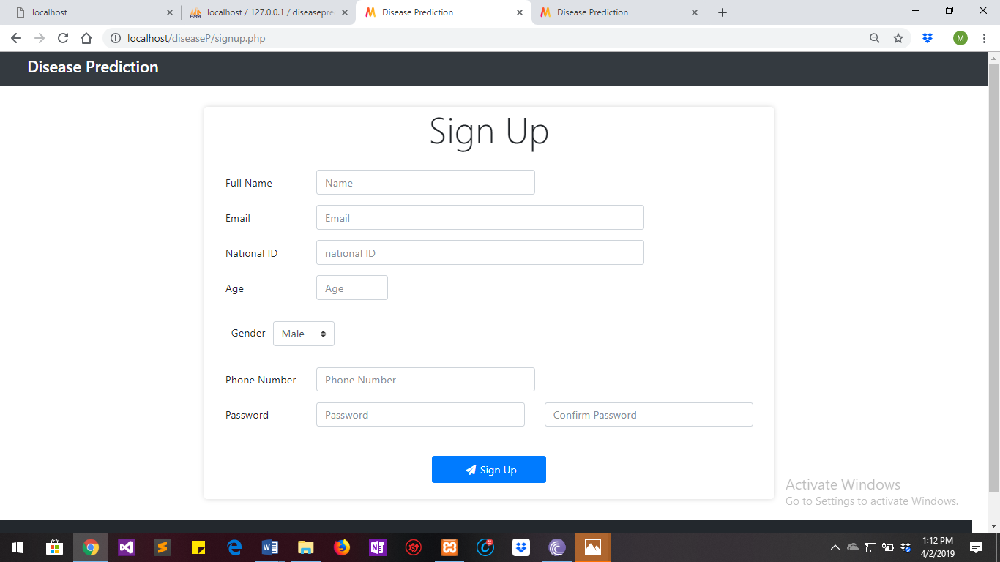 localhost
localhost / 127.0.0.1 / diseasepre
Disease Prediction
Disease Prediction
localhost/diseaseP/signup.php
M
Disease Prediction
Sign Up
Full Name
Name
Email
Email
National ID
national ID
Age
Age
Gender
Male
Phone Number
Phone Number
Password
Password
Confirm Password
Sign Up
Activate Windows
Go to Settings to activate Windows.
1:12 PM
4/2/2019